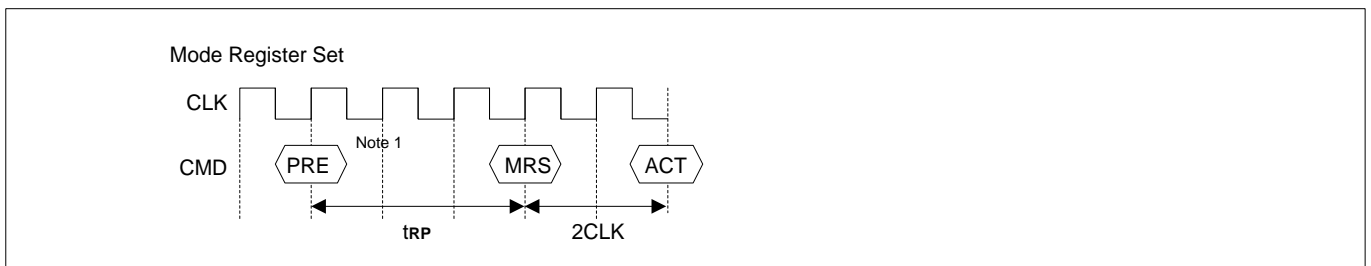 Mode Register Set
CLK
Note 1
CMD PRE MRS ACT
tRP 2CLK